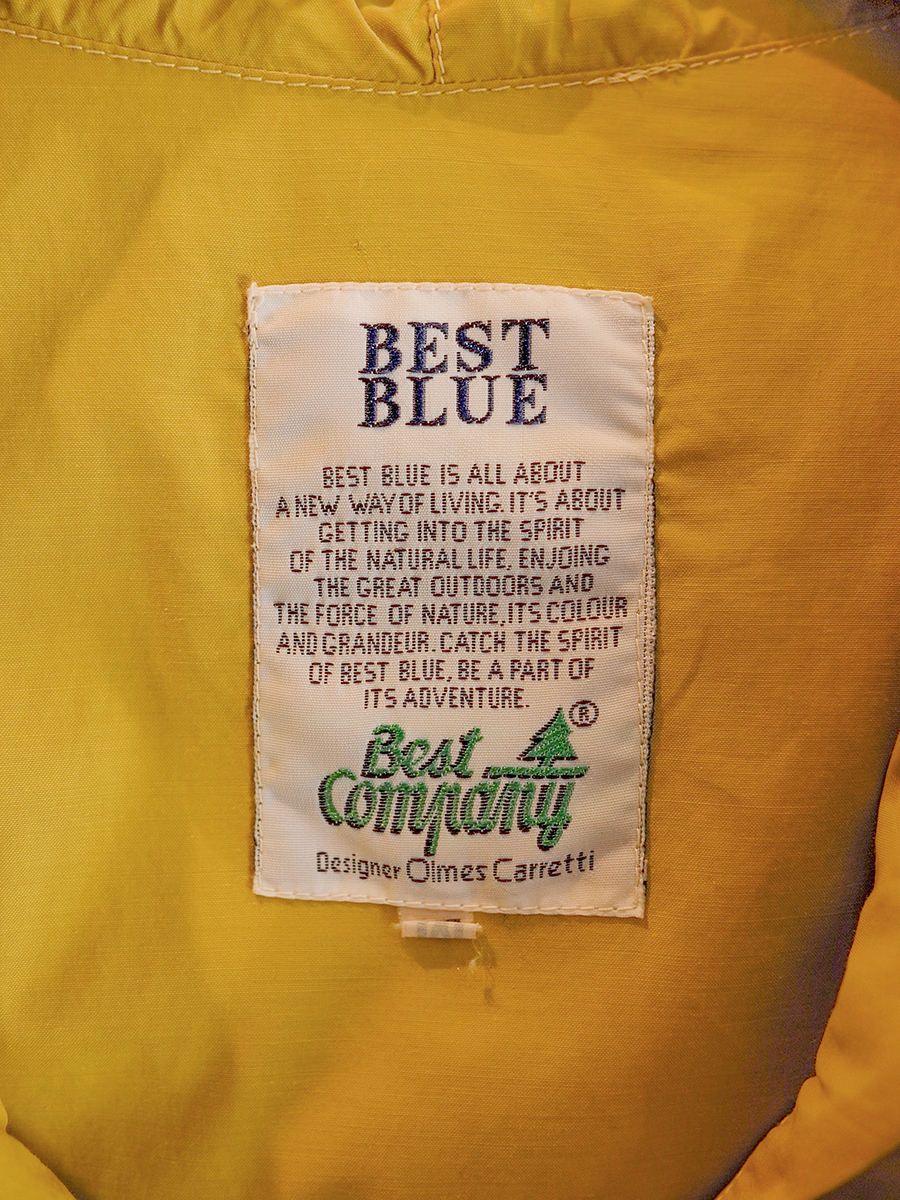 BEST
BLUE
BEST BLUE IS ALL ABOUT
A NEW WAY OF LIVING. IT'S ABOUT
GETTING INTO THE SPIRIT
OF THE NATURAL LIFE, ENJOING
THE GREAT OUTDOORS AND
THE FORCE OF NATURE, ITS COLOUR
AND GRANDEUR. CATCH THE SPIRIT
OF BEST BLUE, BE A PART OF
ITS ADVENTURE.
®
Best
Company
Designer Olmes Carretti